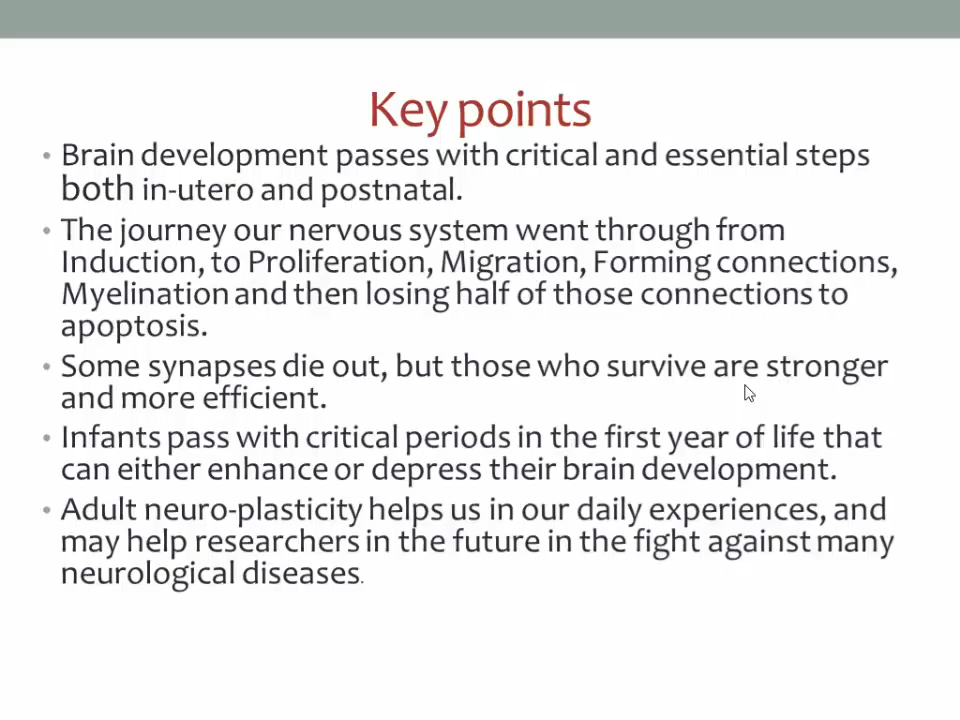 Key points
• Brain development passes with critical and essential steps
both in-utero and postnatal.
• The journey our nervous system went through from
Induction, to Proliferation, Migration, Forming connections,
Myelination and then losing half of those connections to
apoptosis.
• Some synapses die out, but those who survive are stronger
and more efficient.
• Infants pass with critical periods in the first year of life that
can either enhance or depress their brain development.
• Adult neuro-plasticity helps us in our daily experiences, and
may help researchers in the future in the fight against many
neurological diseases.